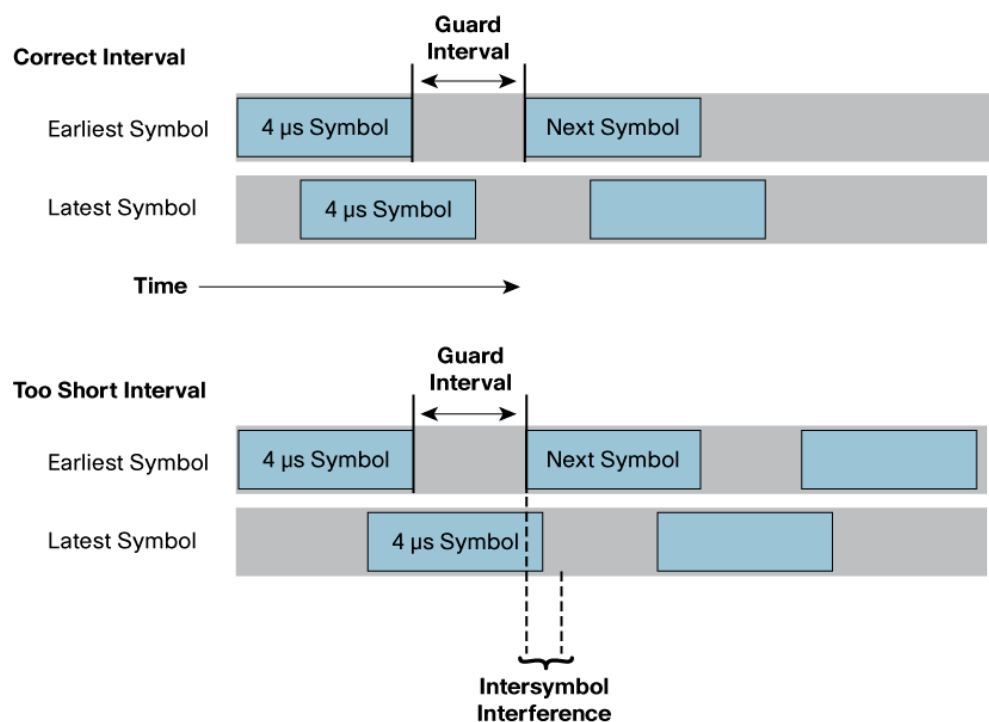 Guard
Interval
Correct Interval
Earliest Symbol
4 µs Symbol
Next Symbol
Latest Symbol
4 µs Symbol
Time
Guard
Interval
Too Short Interval
Earliest Symbol
4 µs Symbol
Next Symbol
Latest Symbol
4 µs Symbol
Intersymbol
Interference